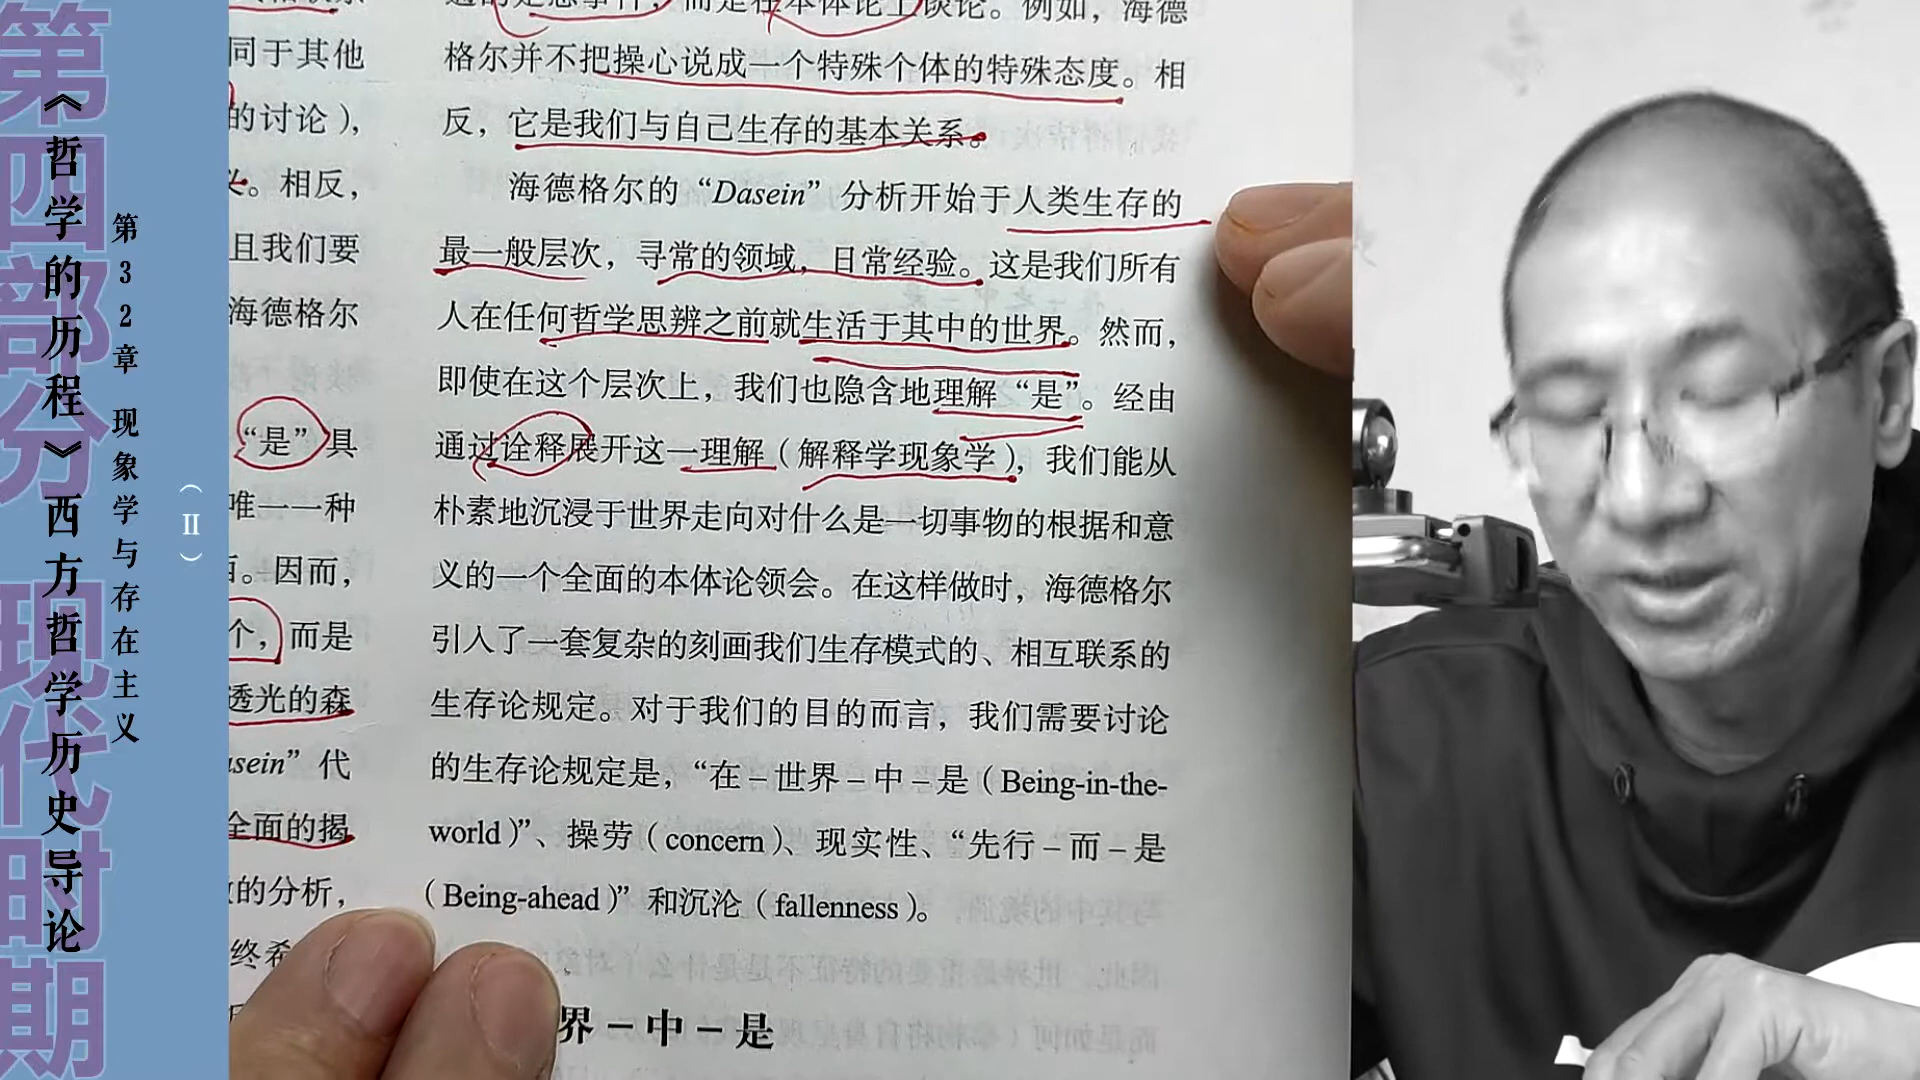 第四部分 现代时期
《哲学的历程》西方哲学历史导论
第32章 现象学与存在主义
（II）
同于其他
的讨论），
义。相反，
且我们要
海德格尔
“是”具
唯一一种
因而，
个，而是
透光的森
asein”代
全面的揭
的分析，
终希
而是在本体论上谈论。例如，海德
格尔并不把操心说成一个特殊个体的特殊态度。相
反，它是我们与自己生存的基本关系。
海德格尔的“Dasein”分析开始于人类生存的
最一般层次，寻常的领域，日常经验。这是我们所有
人在任何哲学思辨之前就生活于其中的世界。然而，
即使在这个层次上，我们也隐含地理解“是”。经由
通过诠释展开这一理解（解释学现象学），我们能从
朴素地沉浸于世界走向对什么是一切事物的根据和意
义的一个全面的本体论领会。在这样做时，海德格尔
引入了一套复杂的刻画我们生存模式的、相互联系的
生存论规定。对于我们的目的而言，我们需要讨论
的生存论规定是，“在－世界－中－是（Being-in-the-
world）”、操劳（concern）、现实性、“先行－而－是
（Being-ahead）”和沉沦（fallenness）。
界－中－是